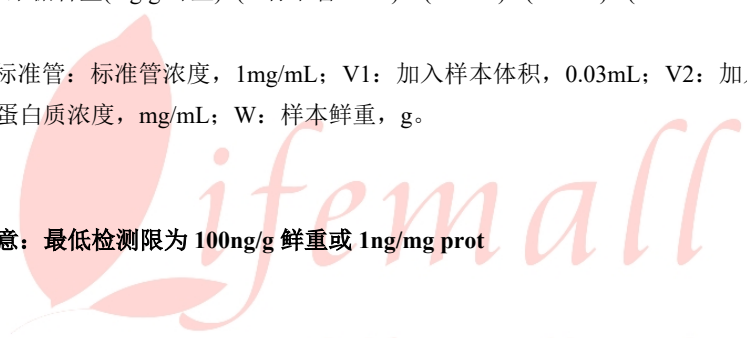 标准管：标准管浓度，1mg/mL；V1：加入样本体积，0.03mL；V2：加
蛋白质浓度，mg/mL；W：样本鲜重，g。
意：最低检测限为 100ng/g 鲜重或 1ng/mg prot
ifemall